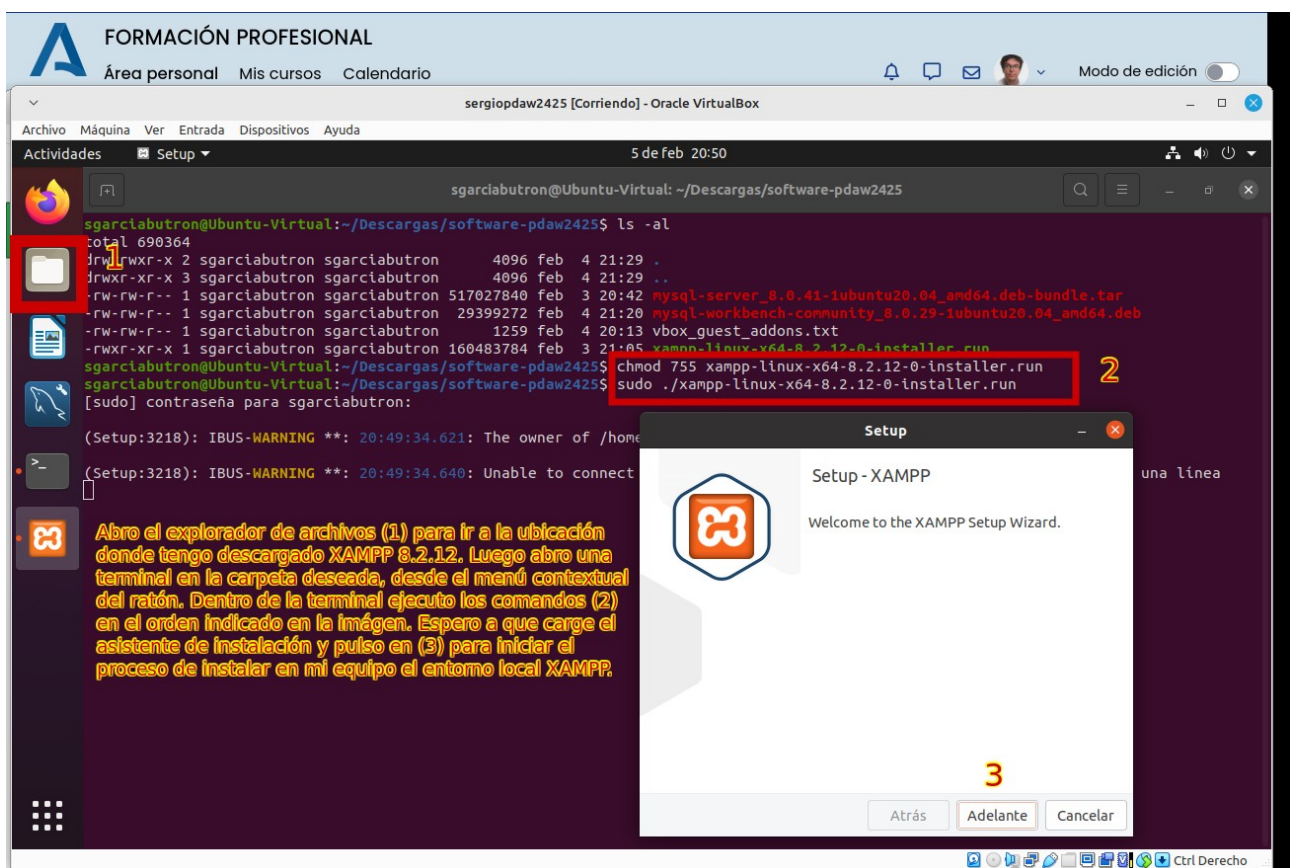 FORMACIÓN PROFESIONAL
Área personal Mis cursos Calendario
Modo de edición
sergiopdaw2425 [Corriendo] - Oracle VirtualBox
Archivo Máquina Ver Entrada Dispositivos Ayuda
Actividades Setup 5 de feb 20:50
sgarciabutron@Ubuntu-Virtual: ~/Descargas/software-pdaw2425
sgarciabutron@Ubuntu-Virtual:~/Descargas/software-pdaw2425$ ls -al
total 690364
drwxrwxr-x 2 sgarciabutron sgarciabutron 4096 feb 4 21:29 .
drwxr-xr-x 3 sgarciabutron sgarciabutron 4096 feb 4 21:29 ..
-rw-rw-r-- 1 sgarciabutron sgarciabutron 517027840 feb 3 20:42 mysql-server_8.0.41-1ubuntu20.04_amd64.deb-bundle.tar
-rw-rw-r-- 1 sgarciabutron sgarciabutron 29399272 feb 4 21:20 mysql-workbench-community_8.0.29-1ubuntu20.04_amd64.deb
-rw-rw-r-- 1 sgarciabutron sgarciabutron 1259 feb 4 20:13 vbox_guest_addons.txt
-rwxr-xr-x 1 sgarciabutron sgarciabutron 160483784 feb 3 21:05 xampp-linux-x64-8.2.12-0-installer.run
sgarciabutron@Ubuntu-Virtual:~/Descargas/software-pdaw2425$ chmod 755 xampp-linux-x64-8.2.12-0-installer.run
sgarciabutron@Ubuntu-Virtual:~/Descargas/software-pdaw2425$ sudo ./xampp-linux-x64-8.2.12-0-installer.run
[sudo] contraseña para sgarciabutron:
(Setup:3218): IBUS-WARNING **: 20:49:34.621: The owner of /home
(Setup:3218): IBUS-WARNING **: 20:49:34.640: Unable to connect
una línea
1
2
Abro el explorador de archivos (1) para ir a la ubicación
donde tengo descargado XAMPP 8.2.12. Luego abro una
terminal en la carpeta deseada, desde el menú contextual
del ratón. Dentro de la terminal ejecuto los comandos (2)
en el orden indicado en la imágen. Espero a que carge el
asistente de instalación y pulso en (3) para iniciar el
proceso de instalar en mi equipo el entorno local XAMPP.
Setup
Setup - XAMPP
Welcome to the XAMPP Setup Wizard.
3
Atrás Adelante Cancelar
Ctrl Derecho